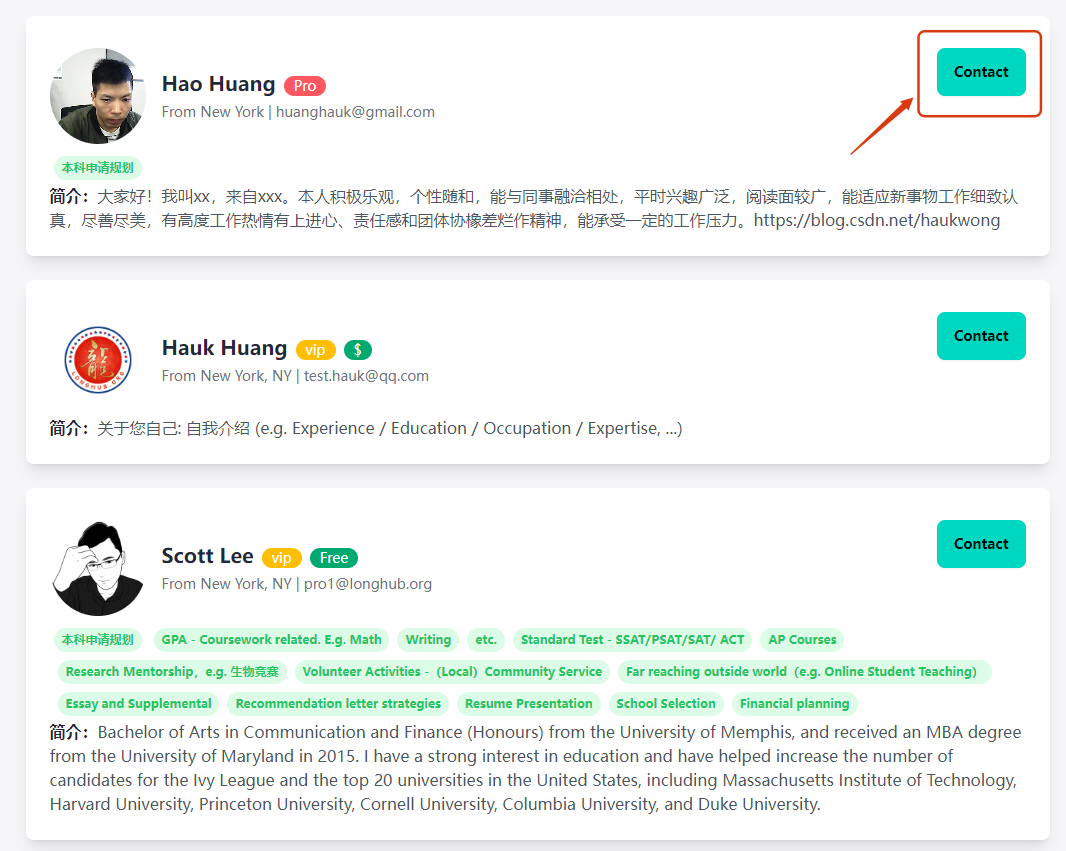 Hao Huang Pro
Contact
From New York | huanghauk@gmail.com
本科申请规划
简介：大家好！我叫xx，来自xxx。本人积极乐观，个性随和，能与同事融洽相处，平时兴趣广泛，阅读面较广，能适应新事物工作细致认
真，尽善尽美，有高度工作热情有上进心、责任感和团体协橡差烂作精神，能承受一定的工作压力。https://blog.csdn.net/haukwong
Hauk Huang vip $
Contact
From New York, NY | test.hauk@qq.com
龍
LONGHUB.ORG
简介：关于您自己: 自我介绍 (e.g. Experience / Education / Occupation / Expertise, ...)
Scott Lee vip Free
Contact
From New York, NY | pro1@longhub.org
本科申请规划 GPA - Coursework related. E.g. Math Writing etc. Standard Test - SSAT/PSAT/SAT/ ACT AP Courses
Research Mentorship，e.g. 生物竞赛 Volunteer Activities -（Local）Community Service Far reaching outside world（e.g. Online Student Teaching）
Essay and Supplemental Recommendation letter strategies Resume Presentation School Selection Financial planning
简介：Bachelor of Arts in Communication and Finance (Honours) from the University of Memphis, and received an MBA degree
from the University of Maryland in 2015. I have a strong interest in education and have helped increase the number of
candidates for the Ivy League and the top 20 universities in the United States, including Massachusetts Institute of Technology,
Harvard University, Princeton University, Cornell University, Columbia University, and Duke University.